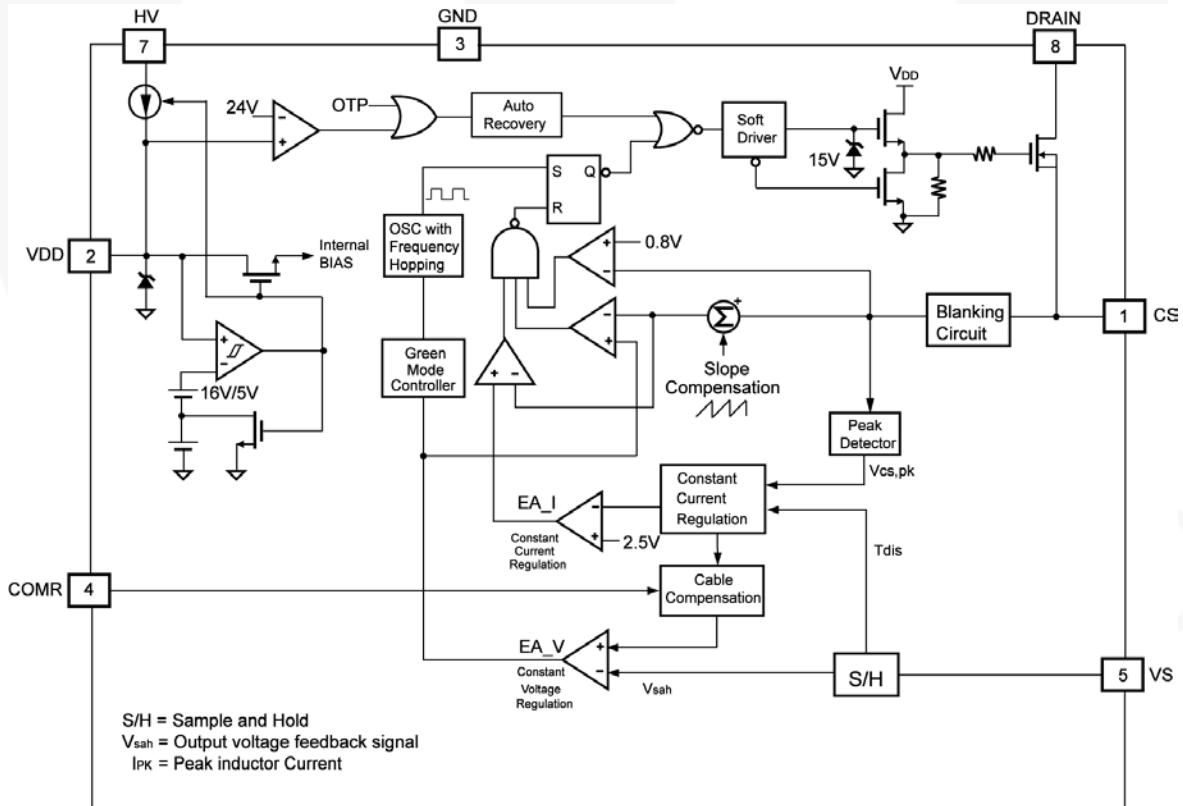 HV
GND
DRAIN
7
3
8
VDD
24V
OTP
Auto
Recovery
Soft
Driver
15V
S
Q
R
OSC with
Frequency
Hopping
0.8V
VDD
2
Internal
BIAS
Blanking
Circuit
1
CS
16V/5V
Green
Mode
Controller
Σ
+
Slope
Compensation
Peak
Detector
Vcs,pk
Constant
Current
Regulation
EA_I
Constant
Current
Regulation
2.5V
Tdis
COMR
4
Cable
Compensation
EA_V
Constant
Voltage
Regulation
Vsah
S/H
5
VS
S/H = Sample and Hold
Vsah = Output voltage feedback signal
IPK = Peak inductor Current